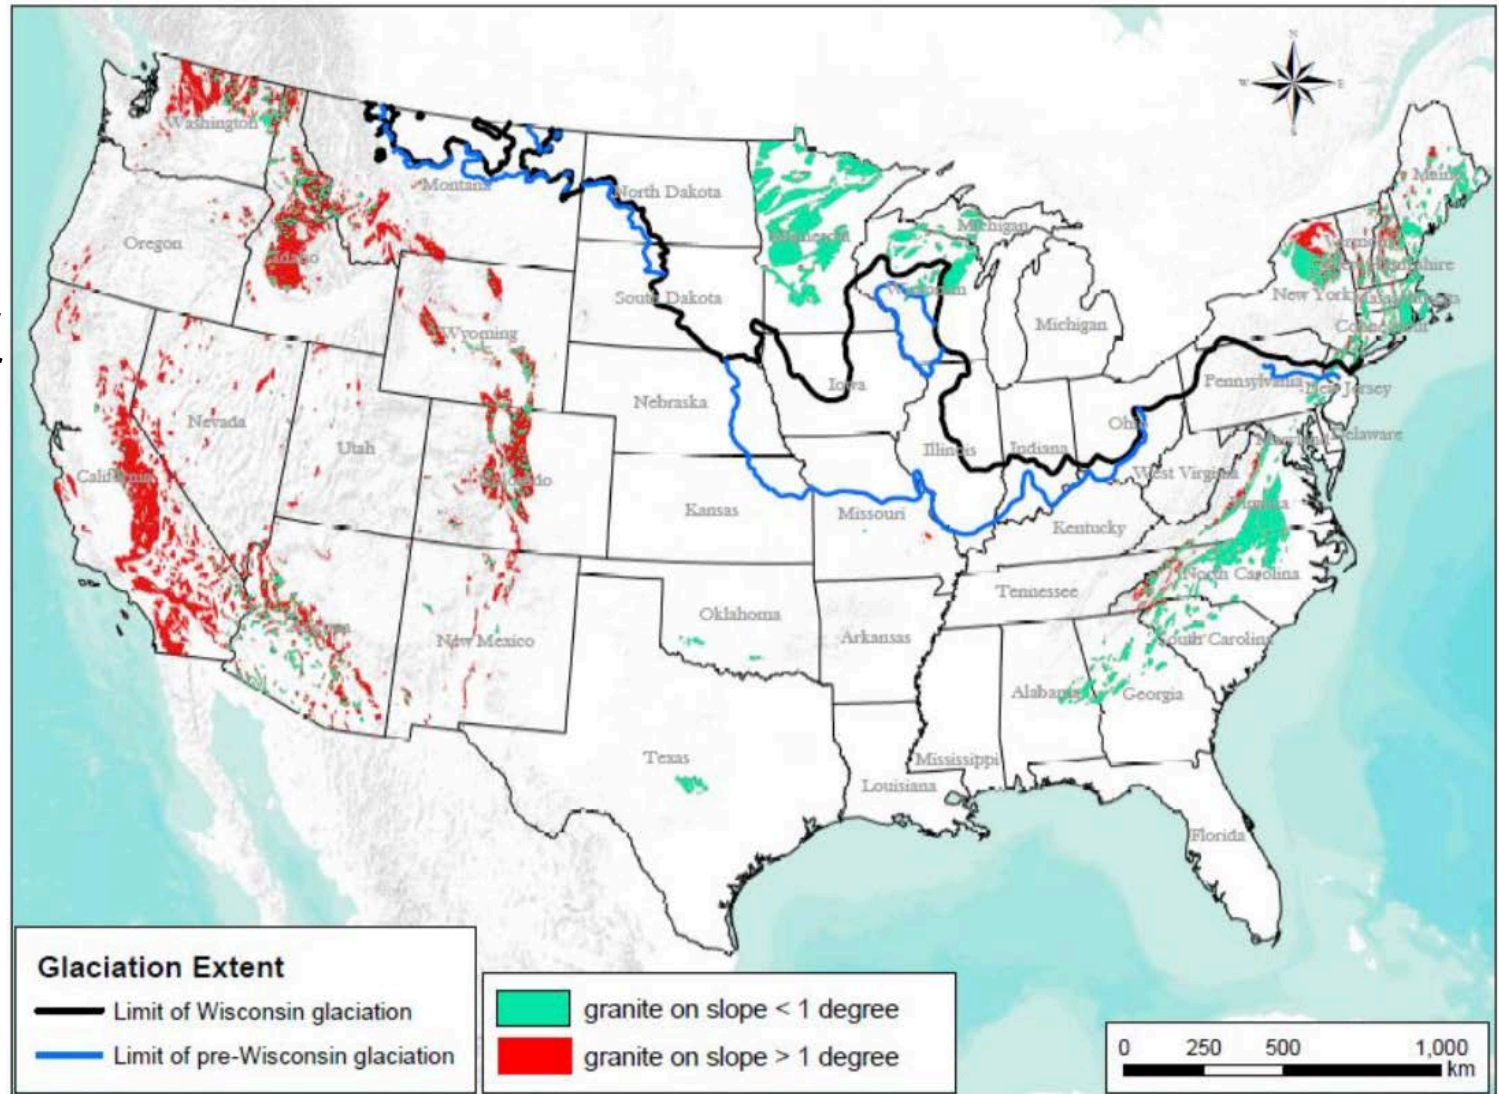 N
W
E
S
Washington
Montana
North Dakota
Maine
Oregon
Idaho
Michigan
South Dakota
Wisconsin
New York
Wyoming
Michigan
Iowa
Nebraska
Pennsylvania
New Jersey
Nevada
Utah
Ohio
Delaware
California
Colorado
Illinois
Indiana
West Virginia
Kansas
Missouri
Kentucky
North Carolina
Tennessee
Oklahoma
Arkansas
New Mexico
South Carolina
Alabama
Georgia
Texas
Mississippi
Louisiana
Florida
Glaciation Extent
Limit of Wisconsin glaciation
Limit of pre-Wisconsin glaciation
granite on slope < 1 degree
granite on slope > 1 degree
0 250 500 1,000
km